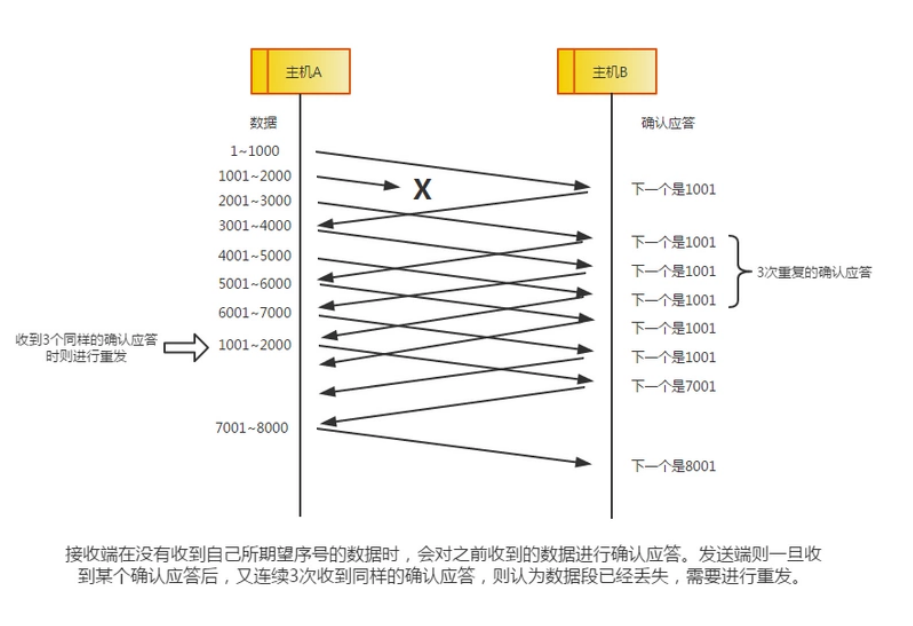 主机A
主机B
数据
确认应答
1~1000
1001~2000
X
下一个是1001
2001~3000
3001~4000
下一个是1001
4001~5000
下一个是1001
3次重复的确认应答
5001~6000
下一个是1001
6001~7000
下一个是1001
收到3个同样的确认应答
时则进行重发
1001~2000
下一个是1001
下一个是7001
7001~8000
下一个是8001
接收端在没有收到自己所期望序号的数据时，会对之前收到的数据进行确认应答。发送端则一旦收
到某个确认应答后，又连续3次收到同样的确认应答，则认为数据段已经丢失，需要进行重发。